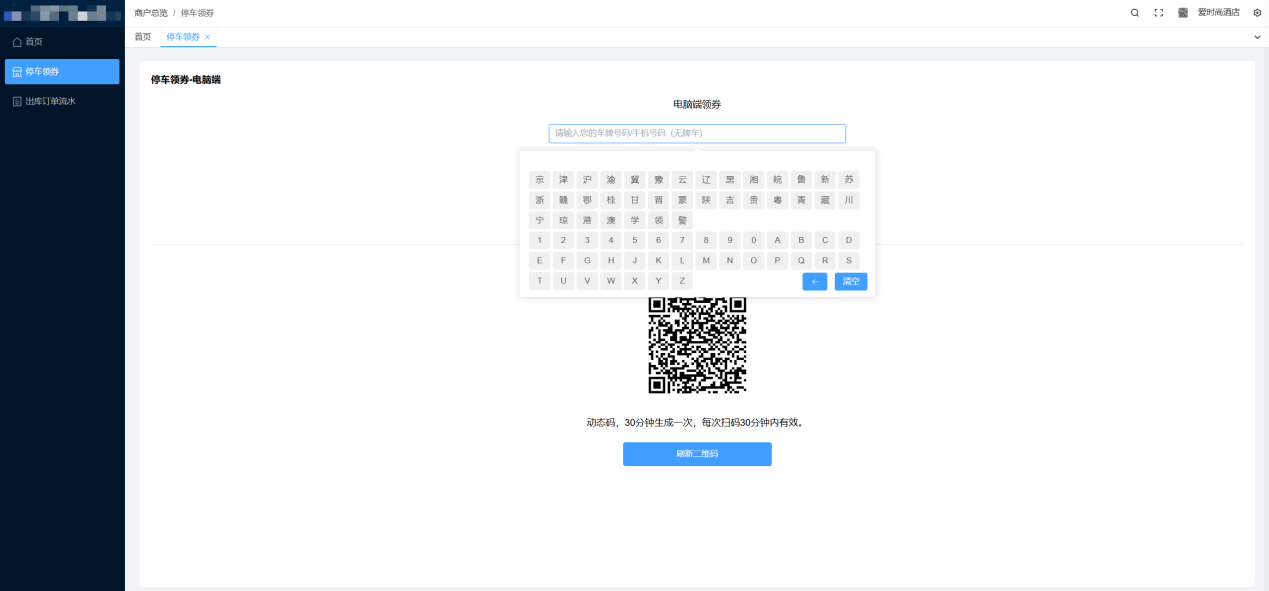 商户总览 / 停车领券
爱时尚酒店
首页
停车领券
出库订单流水
首页 停车领券 ×
停车领券-电脑端
电脑端领券
请输入您的车牌号码/手机号码（无牌车）
京 津 沪 渝 冀 豫 云 辽 黑 湘 皖 鲁 新 苏
浙 赣 鄂 桂 甘 晋 蒙 陕 吉 贵 粤 青 藏 川
宁 琼 港 澳 学 领 警
1 2 3 4 5 6 7 8 9 0 A B C D
E F G H J K L M N O P Q R S
T U V W X Y Z ← 清空
动态码，30分钟生成一次，每次扫码30分钟内有效。
刷新二维码